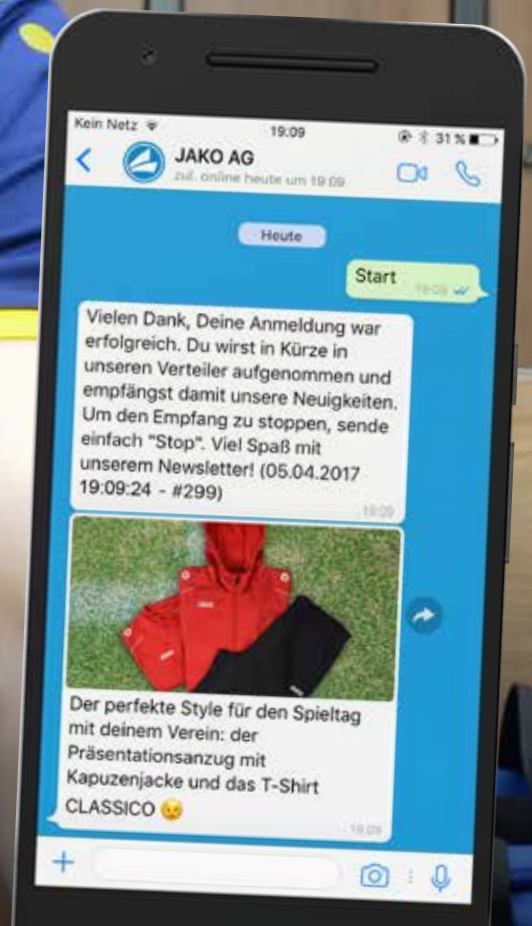 Kein Netz 19:09 31 %
JAKO AG
zul. online heute um 19:09
Heute
Start 19:09
Vielen Dank, Deine Anmeldung war
erfolgreich. Du wirst in Kürze in
unseren Verteiler aufgenommen und
empfängst damit unsere Neuigkeiten.
Um den Empfang zu stoppen, sende
einfach "Stop". Viel Spaß mit
unserem Newsletter! (05.04.2017
19:09:24 - #299)
19:09
JAKO
Der perfekte Style für den Spieltag
mit deinem Verein: der
Präsentationsanzug mit
Kapuzenjacke und das T-Shirt
CLASSICO 😉
19:09